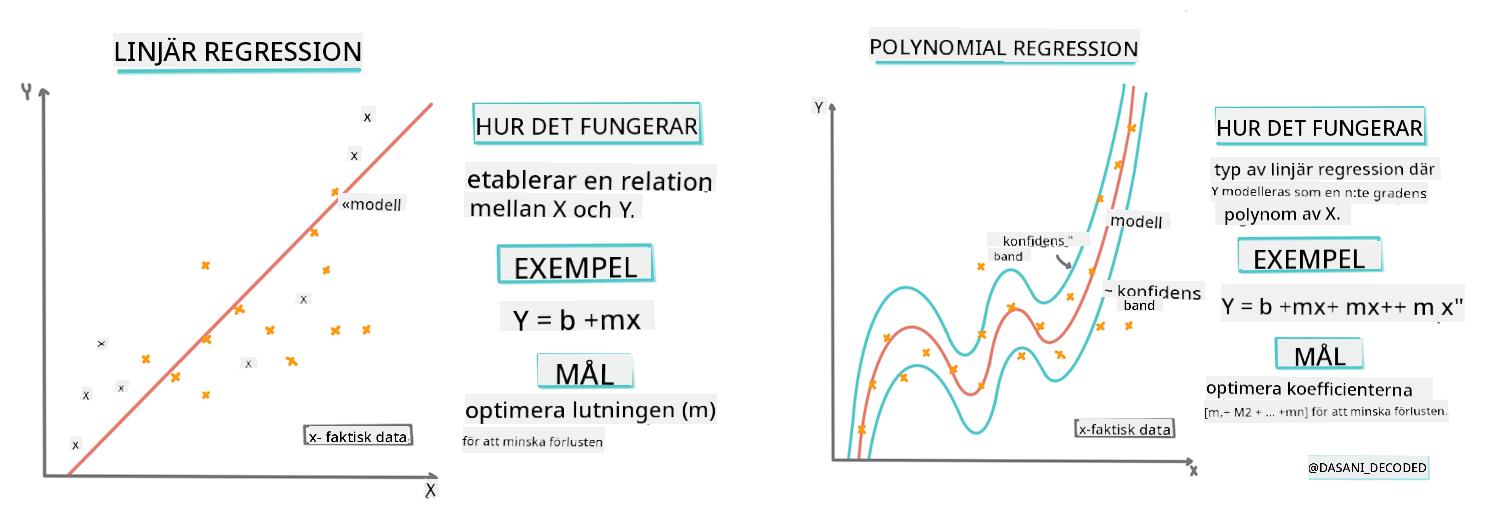 LINJÄR REGRESSION
Y
x
x
«modell
x
x
x
x
x
x
x- faktisk data
X
HUR DET FUNGERAR
etablerar en relation
mellan X och Y.
EXEMPEL
Y = b +mx
MÅL
optimera lutningen (m)
för att minska förlusten
POLYNOMIAL REGRESSION
Y
modell
konfidens "
band
~ konfidens
band
x-faktisk data
x
HUR DET FUNGERAR
typ av linjär regression där
Y modelleras som en n:te gradens
polynom av X.
EXEMPEL
Y = b +mx+ mx++ m x"
MÅL
optimera koefficienterna
[m,+ M2 + ... +mn] för att minska förlusten.
@DASANI_DECODED